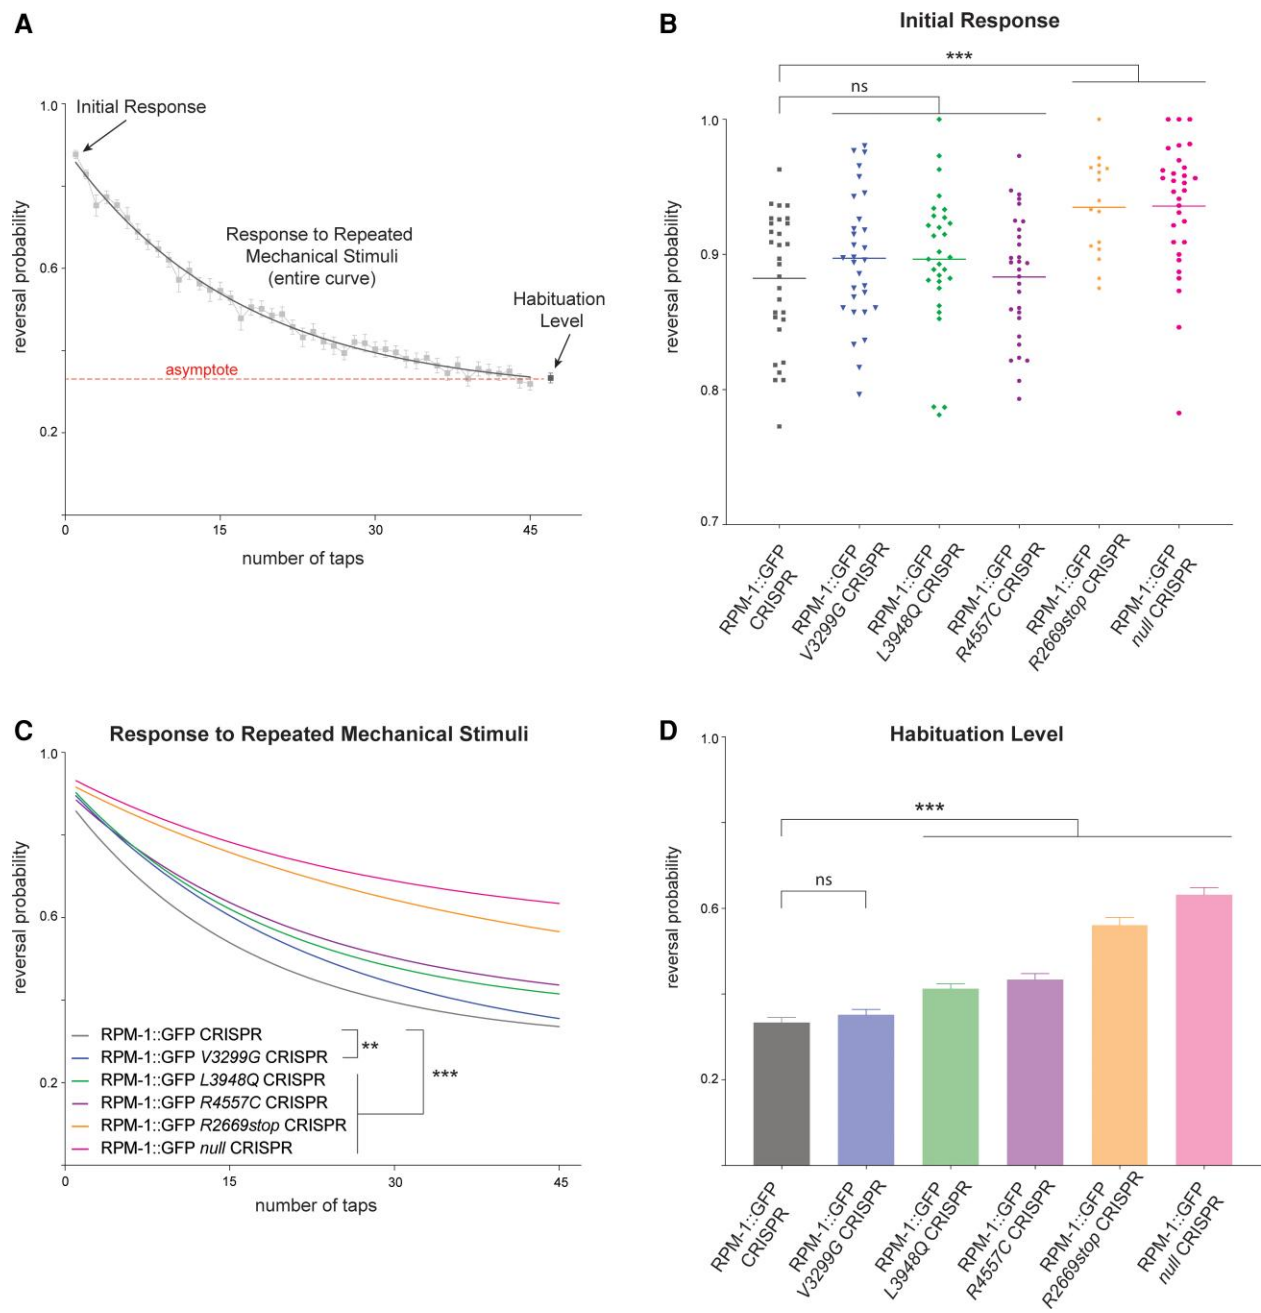 A
1.0
0.6
0.2
reversal probability
Initial Response
Response to Repeated
Mechanical Stimuli
(entire curve)
Habituation
Level
asymptote
0
15
30
45
number of taps
B
Initial Response
***
ns
1.0
0.9
0.8
0.7
reversal probability
RPM-1::GFP
CRISPR
RPM-1::GFP
V3299G CRISPR
RPM-1::GFP
L3948Q CRISPR
RPM-1::GFP
R4557C CRISPR
RPM-1::GFP
R2669stop CRISPR
RPM-1::GFP
null CRISPR
C
Response to Repeated Mechanical Stimuli
1.0
0.6
0.2
reversal probability
RPM-1::GFP CRISPR
RPM-1::GFP V3299G CRISPR
RPM-1::GFP L3948Q CRISPR
RPM-1::GFP R4557C CRISPR
RPM-1::GFP R2669stop CRISPR
RPM-1::GFP null CRISPR
**
***
0
15
30
45
number of taps
D
Habituation Level
***
ns
1.0
0.6
0.2
reversal probability
RPM-1::GFP
CRISPR
RPM-1::GFP
V3299G CRISPR
RPM-1::GFP
L3948Q CRISPR
RPM-1::GFP
R4557C CRISPR
RPM-1::GFP
R2669stop CRISPR
RPM-1::GFP
null CRISPR